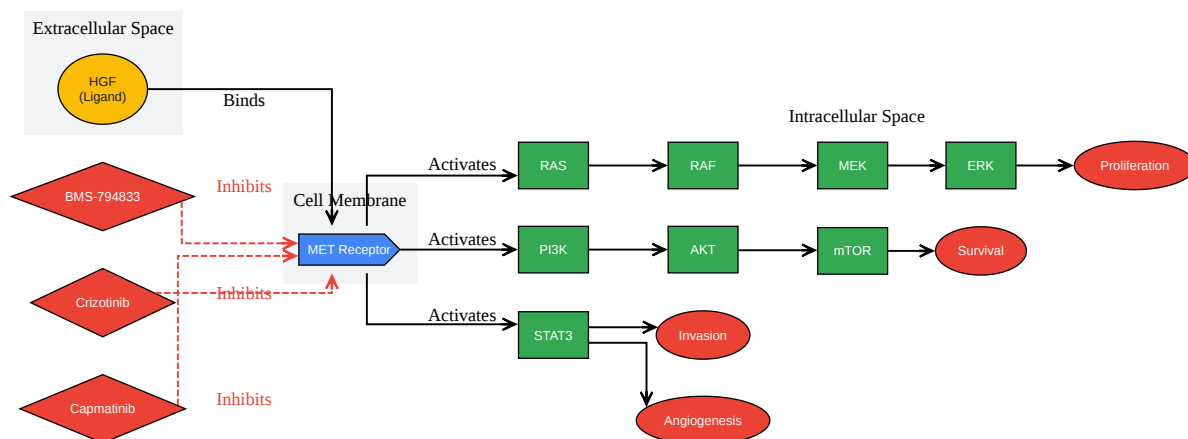 Extracellular Space
HGF
(Ligand)
Binds
Intracellular Space
Activates
RAS
RAF
MEK
ERK
Proliferation
BMS-794833
Inhibits
Cell Membrane
MET Receptor
Activates
PI3K
AKT
mTOR
Survival
Crizotinib
Inhibits
Activates
STAT3
Invasion
Capmatinib
Inhibits
Angiogenesis